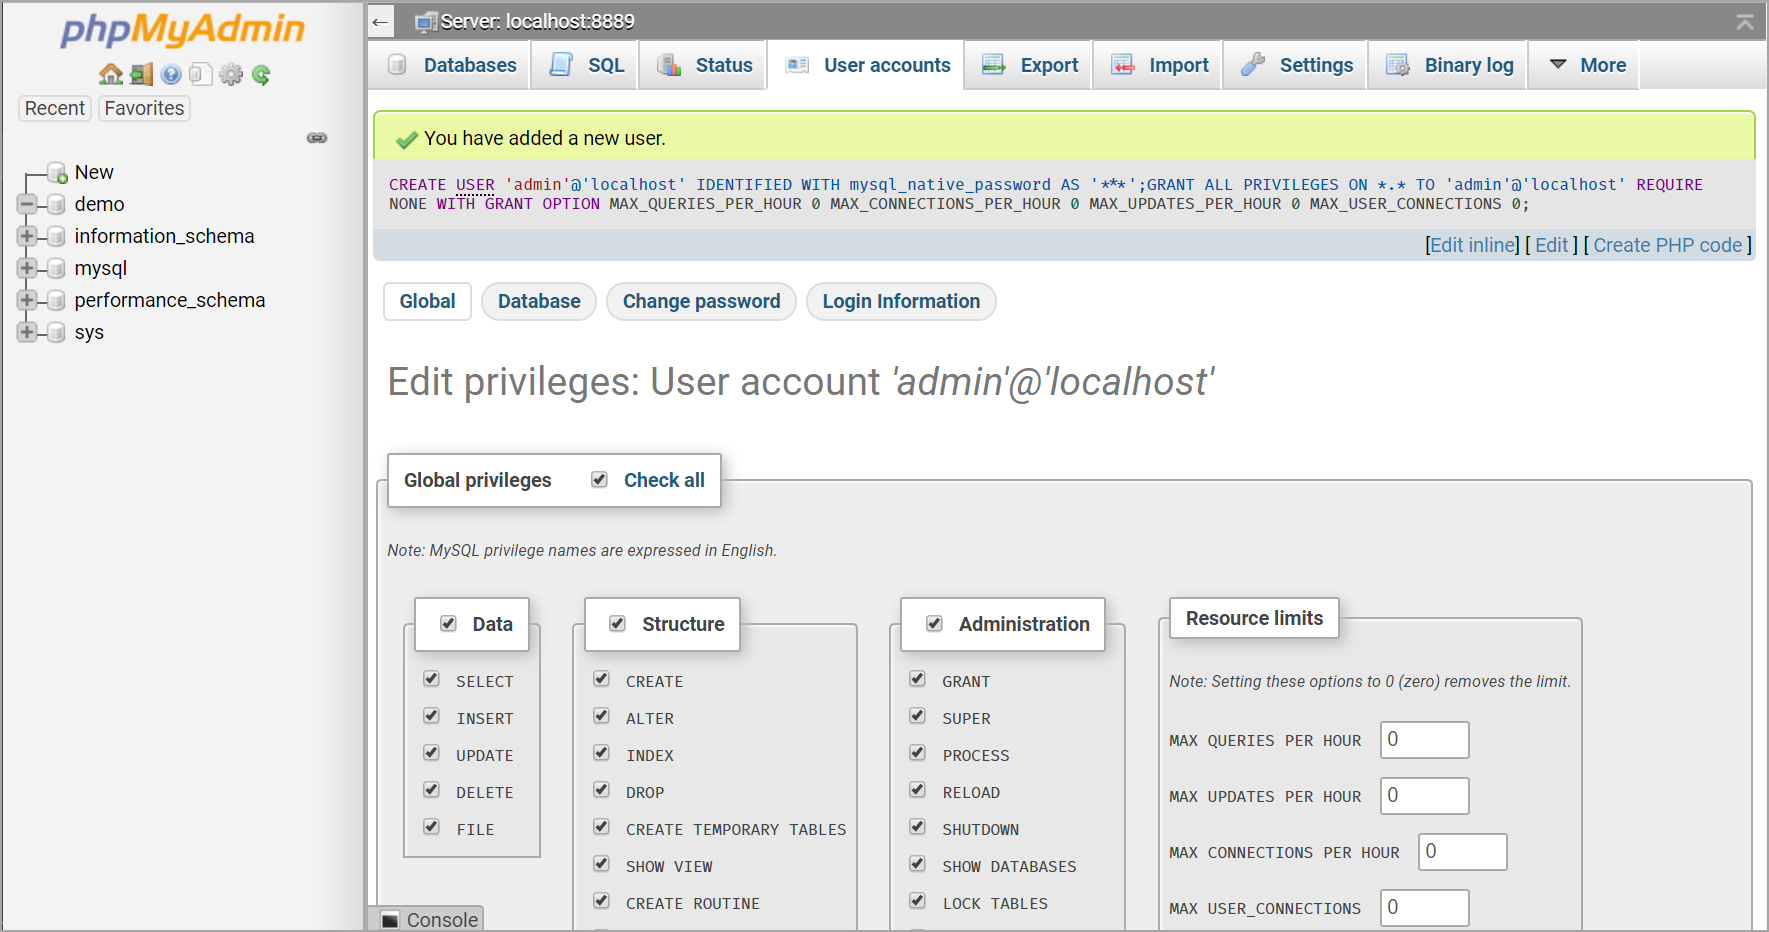 phpMyAdmin
Recent Favorites
New
demo
information_schema
mysql
performance_schema
sys
← Server: localhost:8889
Databases SQL Status User accounts Export Import Settings Binary log More
You have added a new user.
CREATE USER 'admin'@'localhost' IDENTIFIED WITH mysql_native_password AS '***';GRANT ALL PRIVILEGES ON *.* TO 'admin'@'localhost' REQUIRE
NONE WITH GRANT OPTION MAX_QUERIES_PER_HOUR 0 MAX_CONNECTIONS_PER_HOUR 0 MAX_UPDATES_PER_HOUR 0 MAX_USER_CONNECTIONS 0;
[Edit inline] [ Edit ] [ Create PHP code ]
Global Database Change password Login Information
Edit privileges: User account 'admin'@'localhost'
Global privileges Check all
Note: MySQL privilege names are expressed in English.
Data
SELECT
INSERT
UPDATE
DELETE
FILE
Structure
CREATE
ALTER
INDEX
DROP
CREATE TEMPORARY TABLES
SHOW VIEW
CREATE ROUTINE
Administration
GRANT
SUPER
PROCESS
RELOAD
SHUTDOWN
SHOW DATABASES
LOCK TABLES
Resource limits
Note: Setting these options to 0 (zero) removes the limit.
MAX QUERIES PER HOUR 0
MAX UPDATES PER HOUR 0
MAX CONNECTIONS PER HOUR 0
MAX USER_CONNECTIONS 0
Console